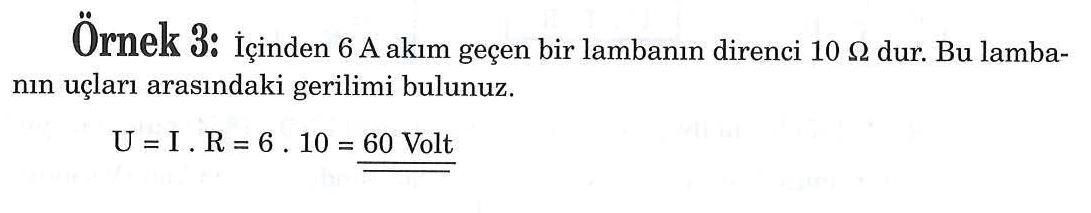 Örnek 3: İçinden 6 A akım geçen bir lambanın direnci 10 Ω dur. Bu lamba-
nın uçları arasındaki gerilimi bulunuz.
U = I . R = 6 . 10 = 60 Volt